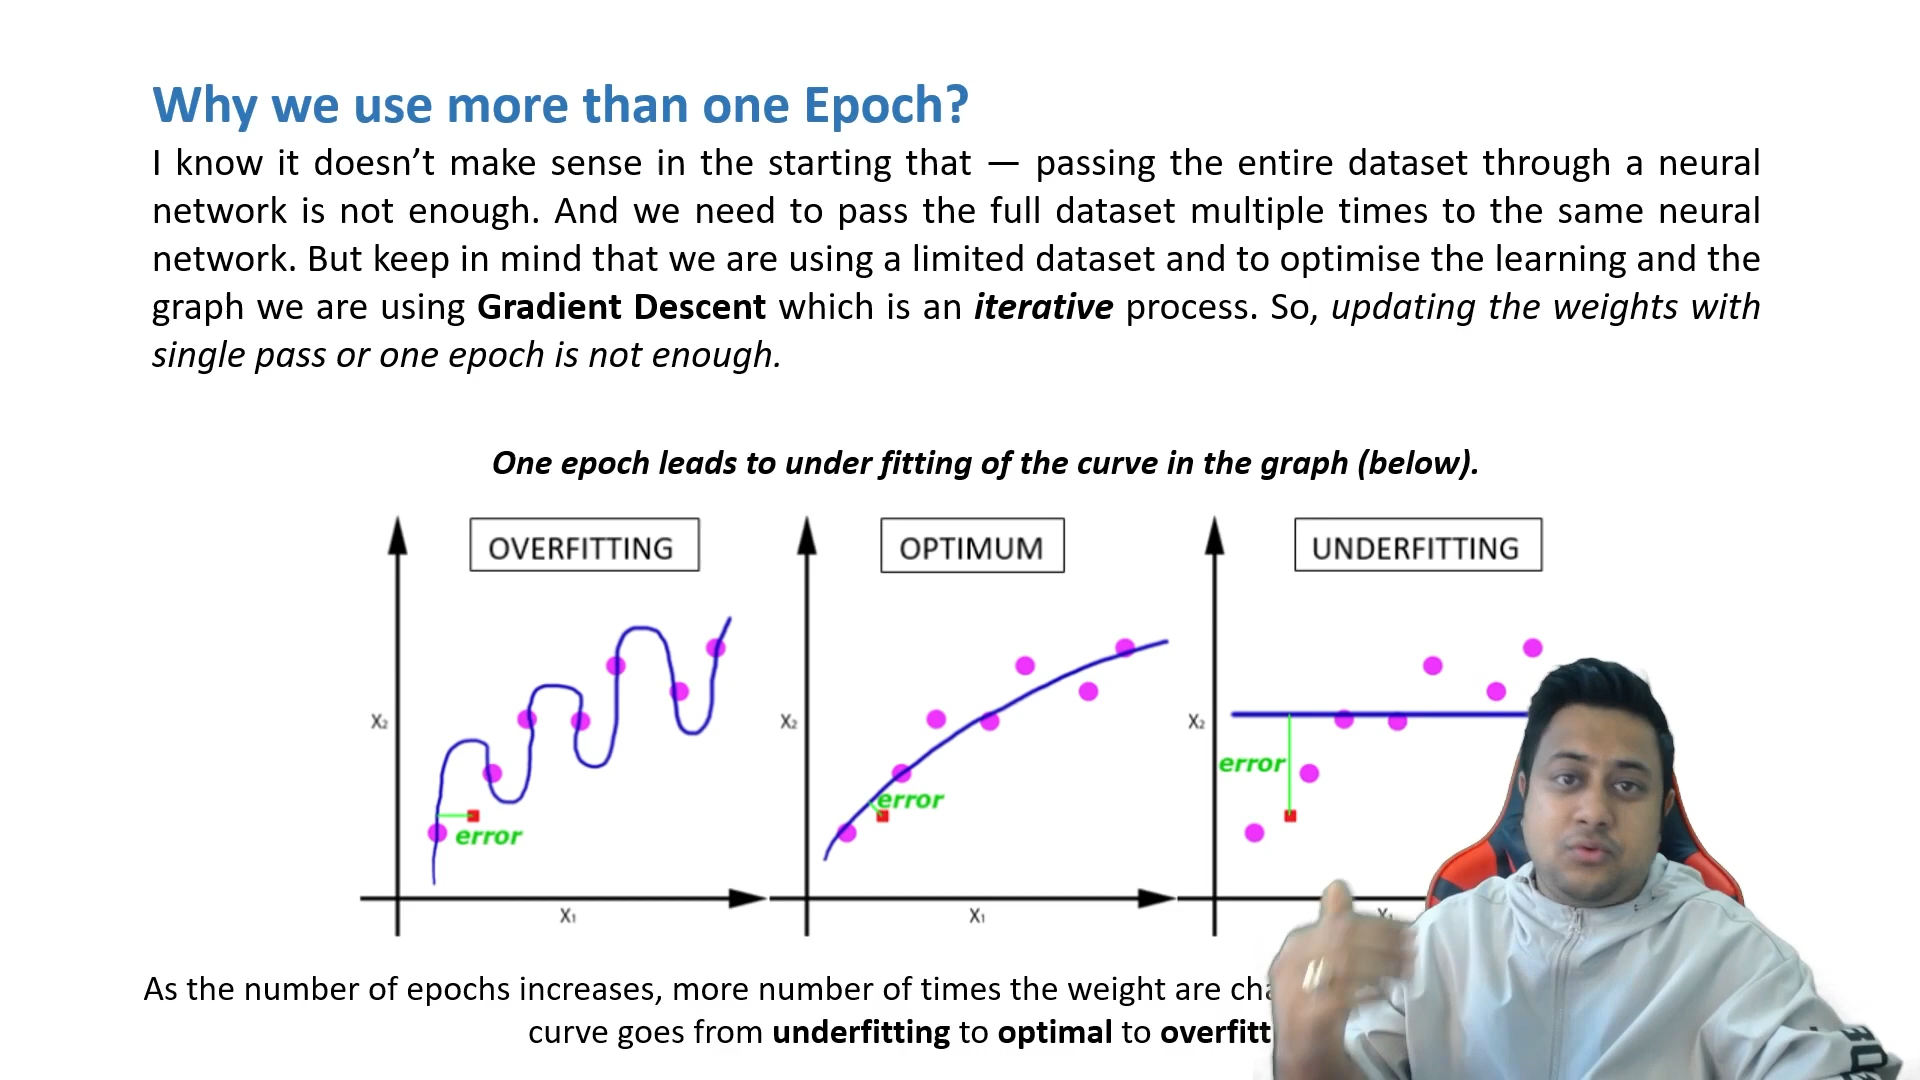 Why we use more than one Epoch?
I know it doesn’t make sense in the starting that — passing the entire dataset through a neural
network is not enough. And we need to pass the full dataset multiple times to the same neural
network. But keep in mind that we are using a limited dataset and to optimise the learning and the
graph we are using Gradient Descent which is an iterative process. So, updating the weights with
single pass or one epoch is not enough.
One epoch leads to under fitting of the curve in the graph (below).
OVERFITTING
OPTIMUM
UNDERFITTING
X₂
X₂
X₂
error
error
error
X₁
X₁
As the number of epochs increases, more number of times the weight are
curve goes from underfitting to optimal to